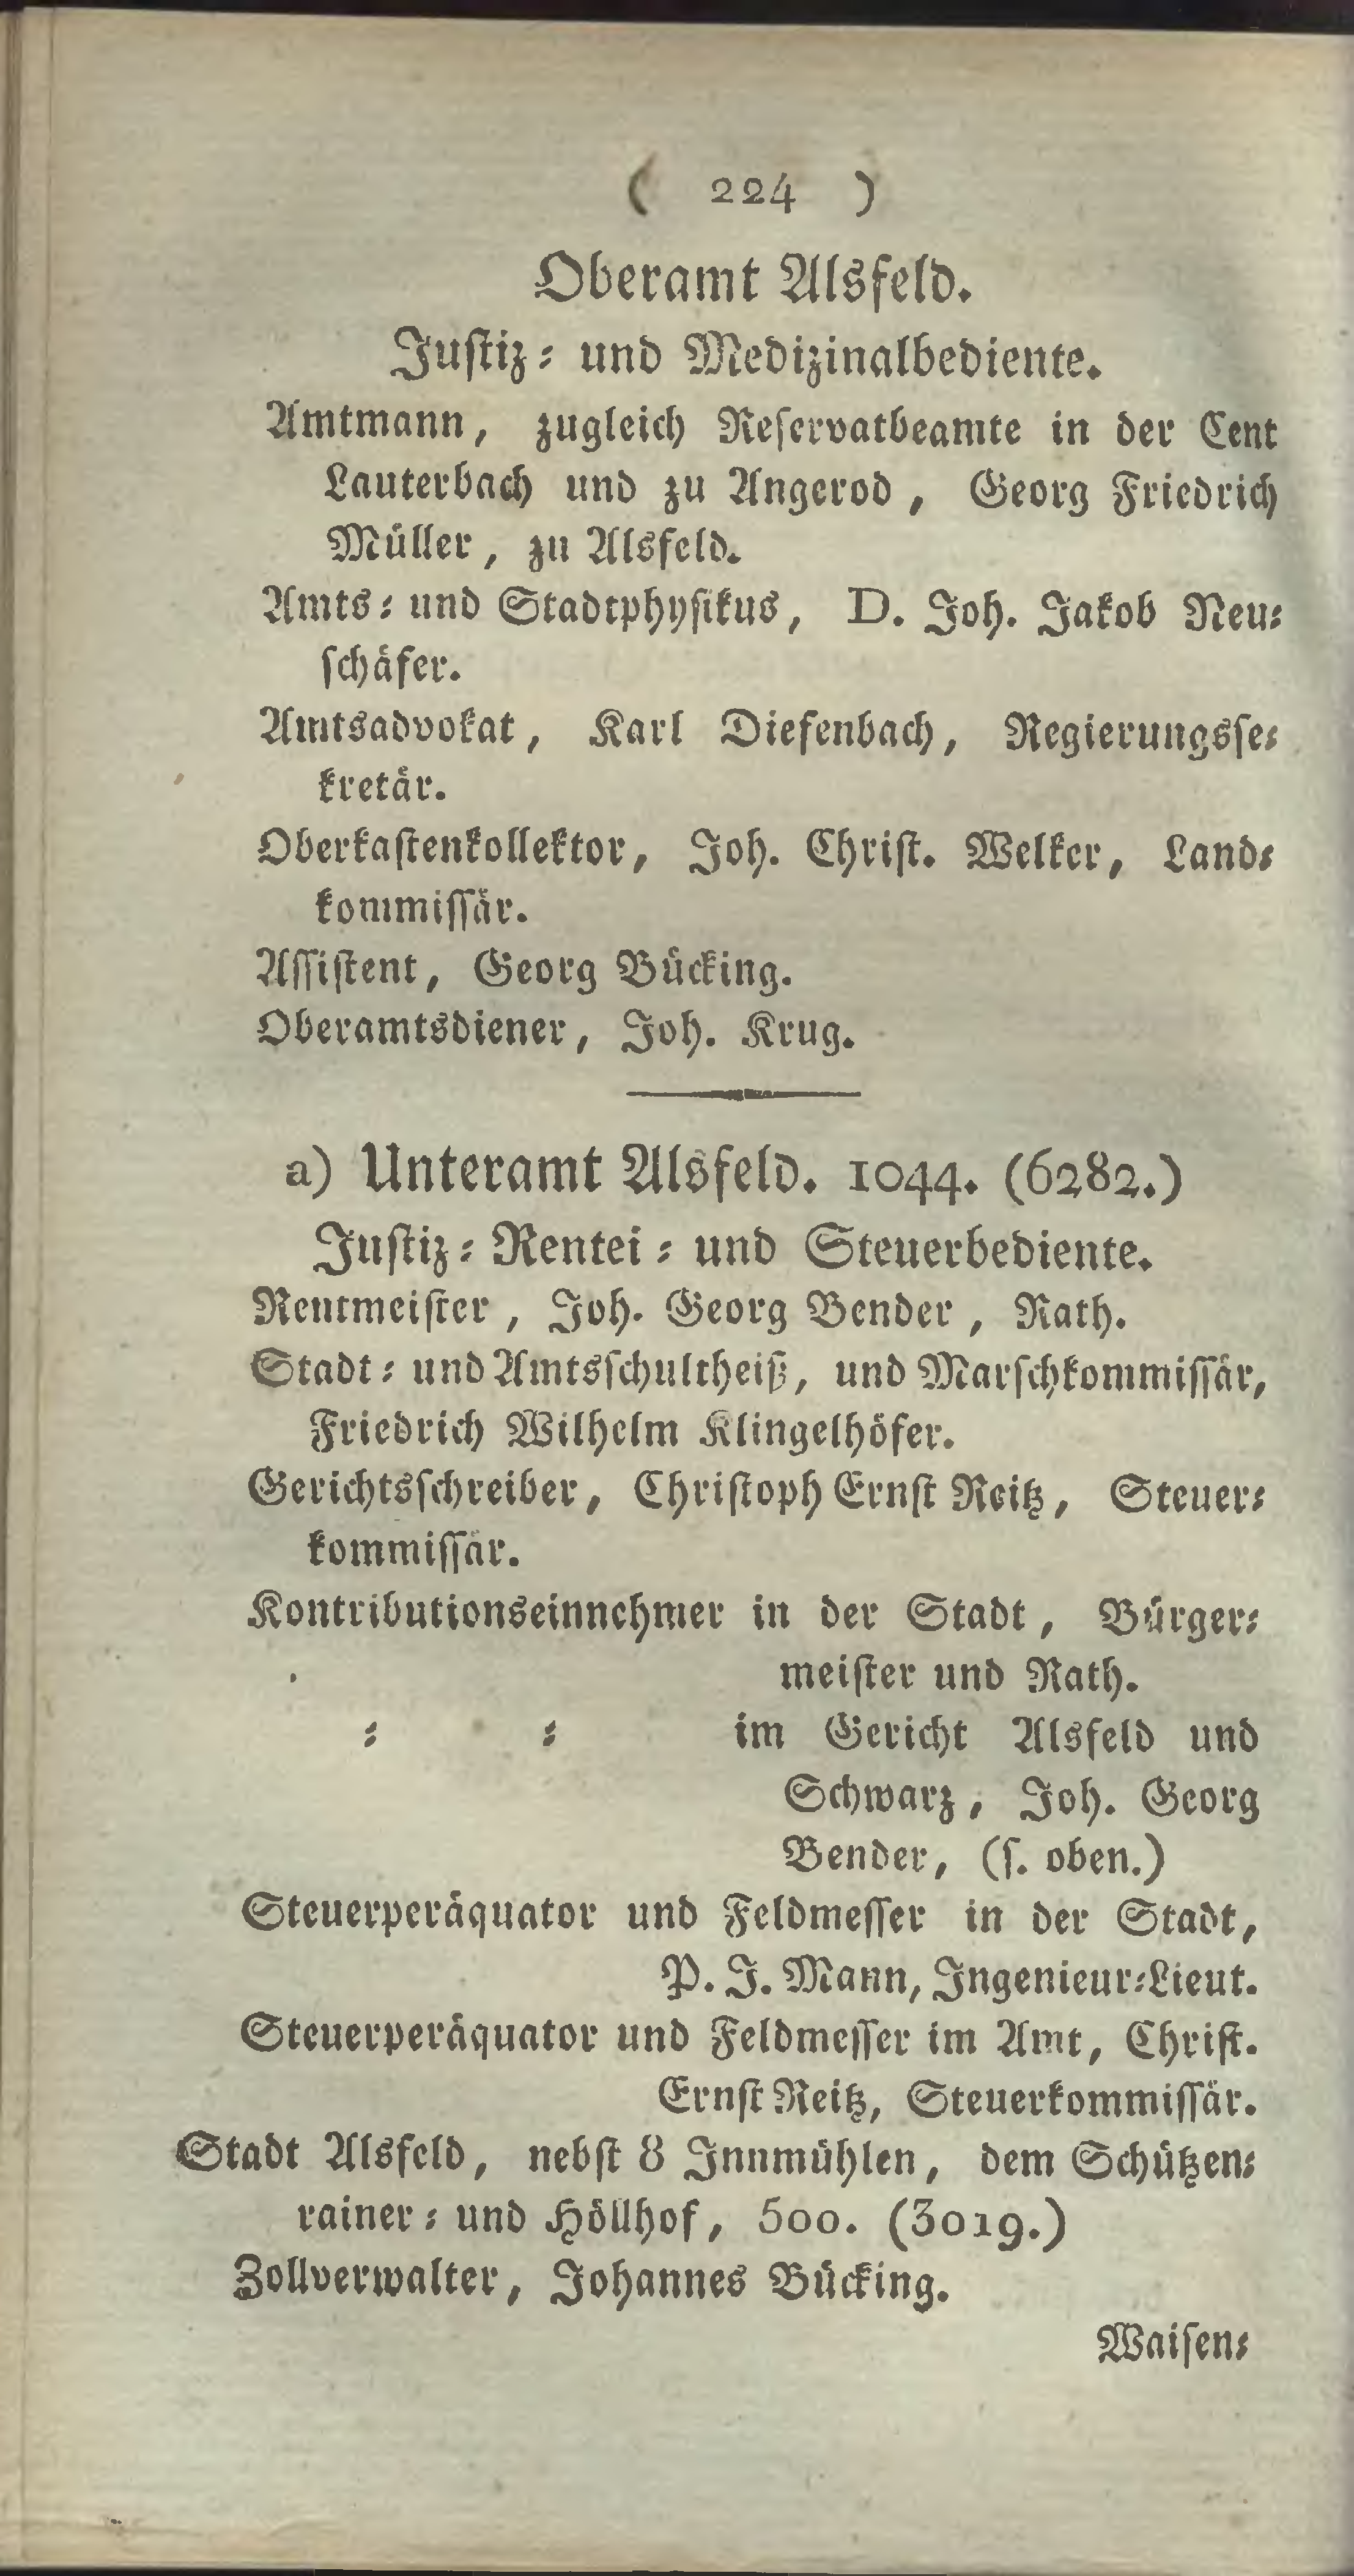 ( 224 )
Oberamt Alsfeld.
Justiz= und Medizinalbediente.
Amtmann, zugleich Reservatbeamte in der Cent
Lauterbach und zu Angerod, Georg Friedrich
Müller, zu Alsfeld.
Amts= und Stadtphysikus, D. Joh. Jakob Neu=
schäfer.
Amtsadvokat, Karl Diefenbach, Regierungsse=
kretär.
Oberkastenkollektor, Joh. Christ. Welker, Land=
kommissär.
Assistent, Georg Bücking.
Oberamtsdiener, Joh. Krug.
a) Unteramt Alsfeld. 1044. (6282.)
Justiz= Rentei= und Steuerbediente.
Rentmeister, Joh. Georg Bender, Rath.
Stadt= und Amtsschultheiß, und Marschkommissär,
Friedrich Wilhelm Klingelhöfer.
Gerichtsschreiber, Christoph Ernst Reitz, Steuer=
kommissär.
Kontributionseinnehmer in der Stadt, Bürger=
meister und Rath.
= = im Gericht Alsfeld und
Schwarz, Joh. Georg
Bender, (s. oben.)
Steuerperäquator und Feldmesser in der Stadt,
P. J. Mann, Ingenieur=Lieut.
Steuerperäquator und Feldmesser im Amt, Christ.
Ernst Reitz, Steuerkommissär.
Stadt Alsfeld, nebst 8 Innmühlen, dem Schützen=
rainer= und Höllhof, 500. (3019.)
Zollverwalter, Johannes Bücking.
Waisen=